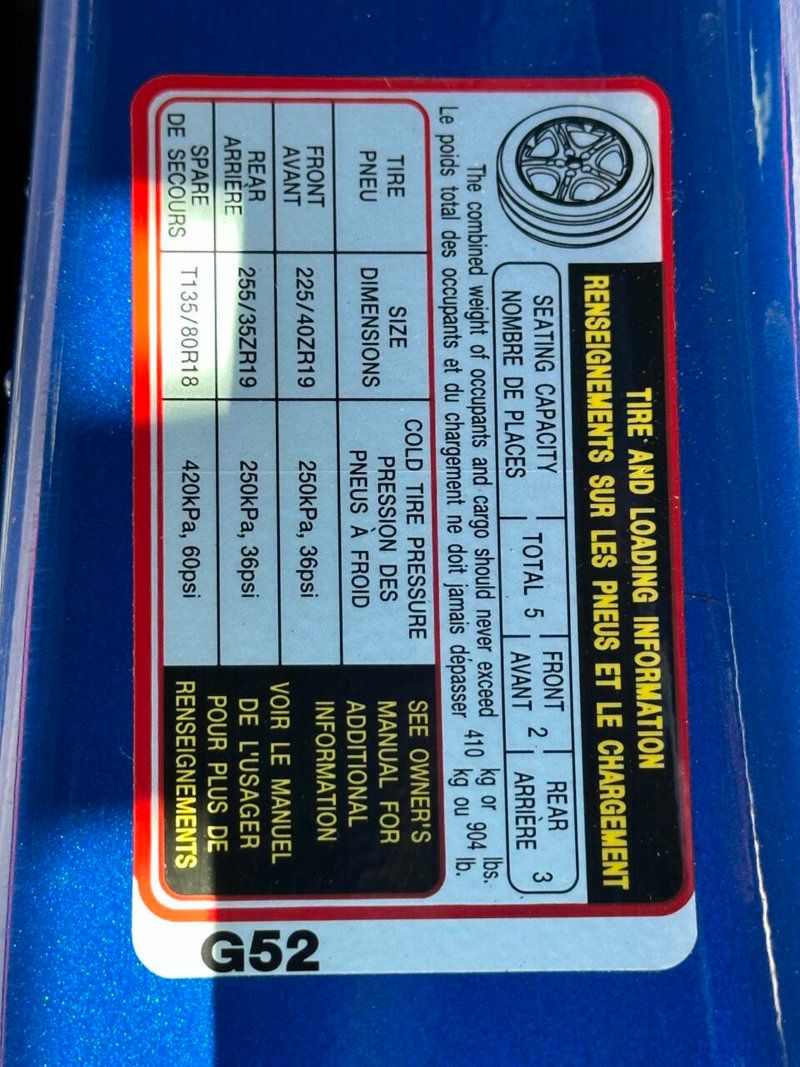 TIRE AND LOADING INFORMATION
RENSEIGNEMENTS SUR LES PNEUS ET LE CHARGEMENT
SEATING CAPACITY
NOMBRE DE PLACES
TOTAL 5
FRONT
AVANT 2
REAR
ARRIÈRE 3
The combined weight of occupants and cargo should never exceed 410 kg or 904 lbs.
Le poids total des occupants et du chargement ne doit jamais dépasser 410 kg ou 904 lb.
TIRE
PNEU
SIZE
DIMENSIONS
COLD TIRE PRESSURE
PRESSION DES
PNEUS À FROID
FRONT
AVANT
225/40ZR19
250kPa, 36psi
REAR
ARRIÈRE
255/35ZR19
250kPa, 36psi
SPARE
DE SECOURS
T135/80R18
420kPa, 60psi
SEE OWNER'S
MANUAL FOR
ADDITIONAL
INFORMATION
VOIR LE MANUEL
DE L'USAGER
POUR PLUS DE
RENSEIGNEMENTS
G52